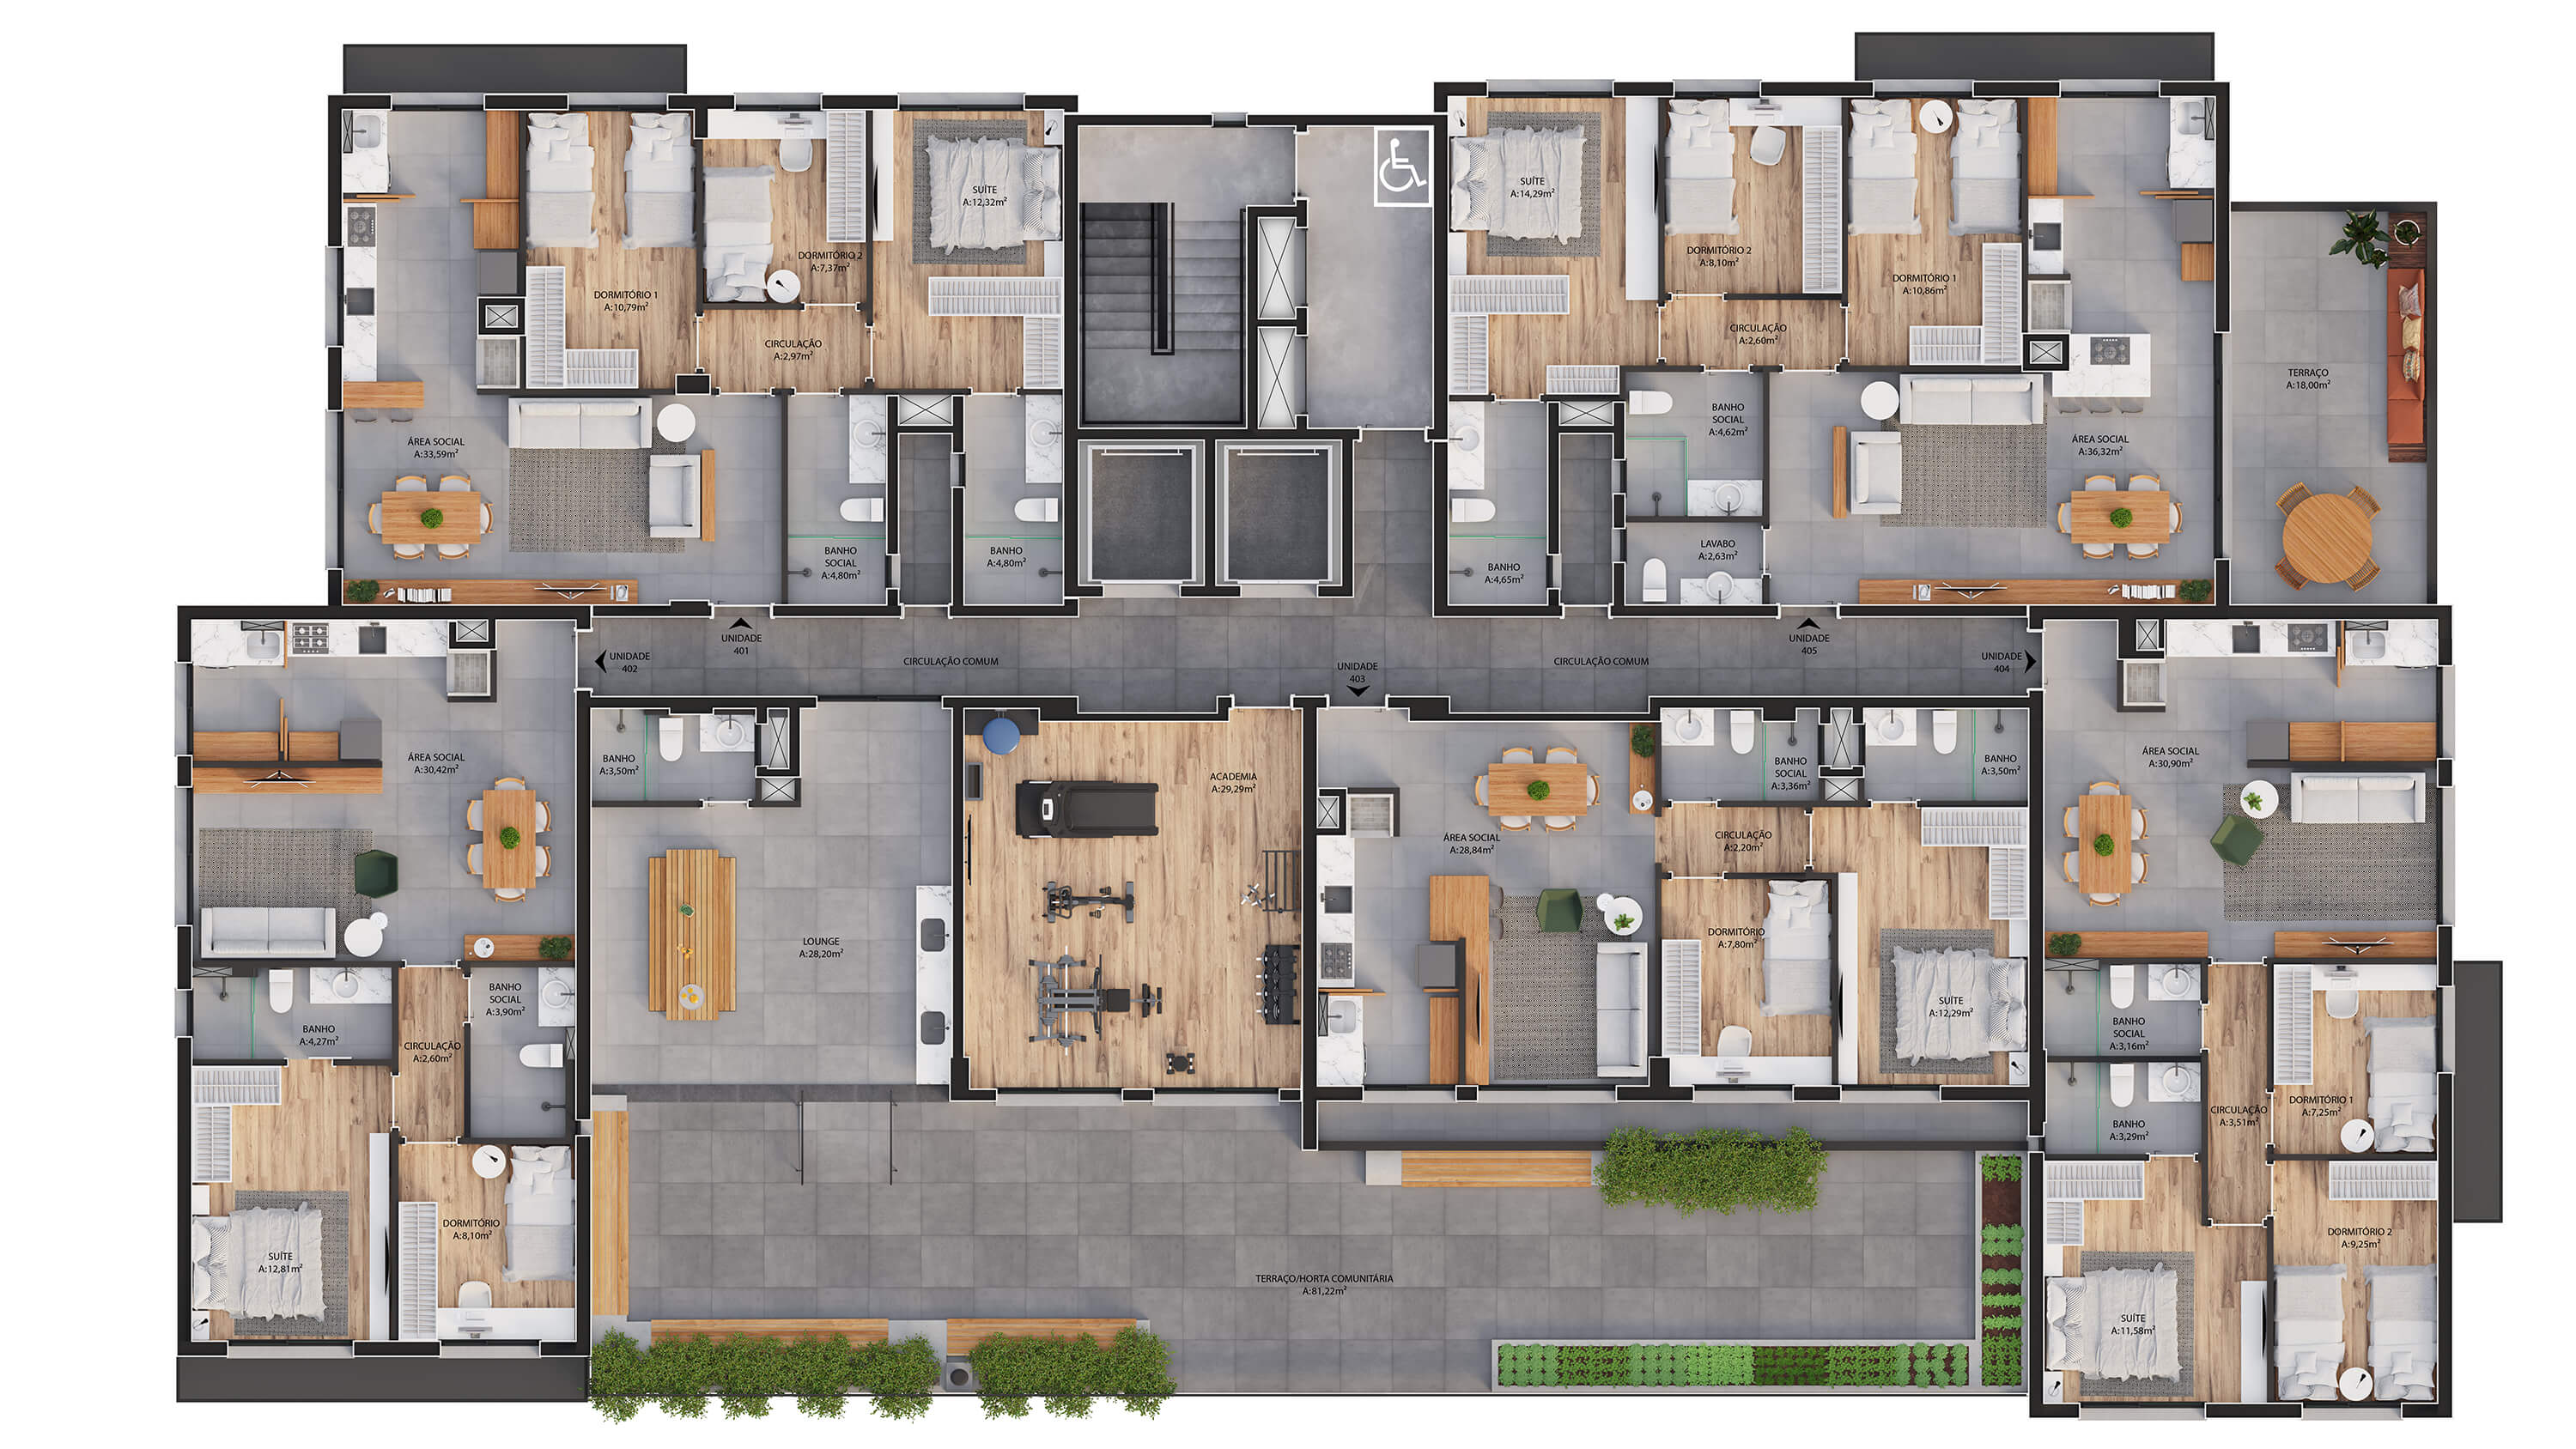 SUÍTE
A:12,32m²
DORMITÓRIO 2
A:7,37m²
DORMITÓRIO 1
A:10,79m²
CIRCULAÇÃO
A:2,97m²
ÁREA SOCIAL
A:33,59m²
BANHO
SOCIAL
A:4,80m²
BANHO
A:4,80m²
SUÍTE
A:14,29m²
DORMITÓRIO 2
A:8,10m²
DORMITÓRIO 1
A:10,86m²
CIRCULAÇÃO
A:2,60m²
TERRAÇO
A:18,00m²
BANHO
SOCIAL
A:4,62m²
ÁREA SOCIAL
A:36,32m²
LAVABO
A:2,63m²
BANHO
A:4,65m²
UNIDADE
402
UNIDADE
401
CIRCULAÇÃO COMUM
UNIDADE
403
CIRCULAÇÃO COMUM
UNIDADE
405
UNIDADE
404
ÁREA SOCIAL
A:30,42m²
BANHO
A:3,50m²
ACADEMIA
A:29,29m²
BANHO
SOCIAL
A:3,36m²
BANHO
A:3,50m²
ÁREA SOCIAL
A:30,90m²
ÁREA SOCIAL
A:28,84m²
CIRCULAÇÃO
A:2,20m²
LOUNGE
A:28,20m²
DORMITÓRIO
A:7,80m²
SUÍTE
A:12,29m²
BANHO
SOCIAL
A:3,90m²
BANHO
A:4,27m²
CIRCULAÇÃO
A:2,60m²
BANHO
SOCIAL
A:3,16m²
DORMITÓRIO 1
A:7,25m²
CIRCULAÇÃO
A:3,51m²
BANHO
A:3,29m²
DORMITÓRIO
A:8,10m²
SUÍTE
A:12,81m²
TERRAÇO/HORTA COMUNITÁRIA
A:81,22m²
DORMITÓRIO 2
A:9,25m²
SUÍTE
A:11,58m²